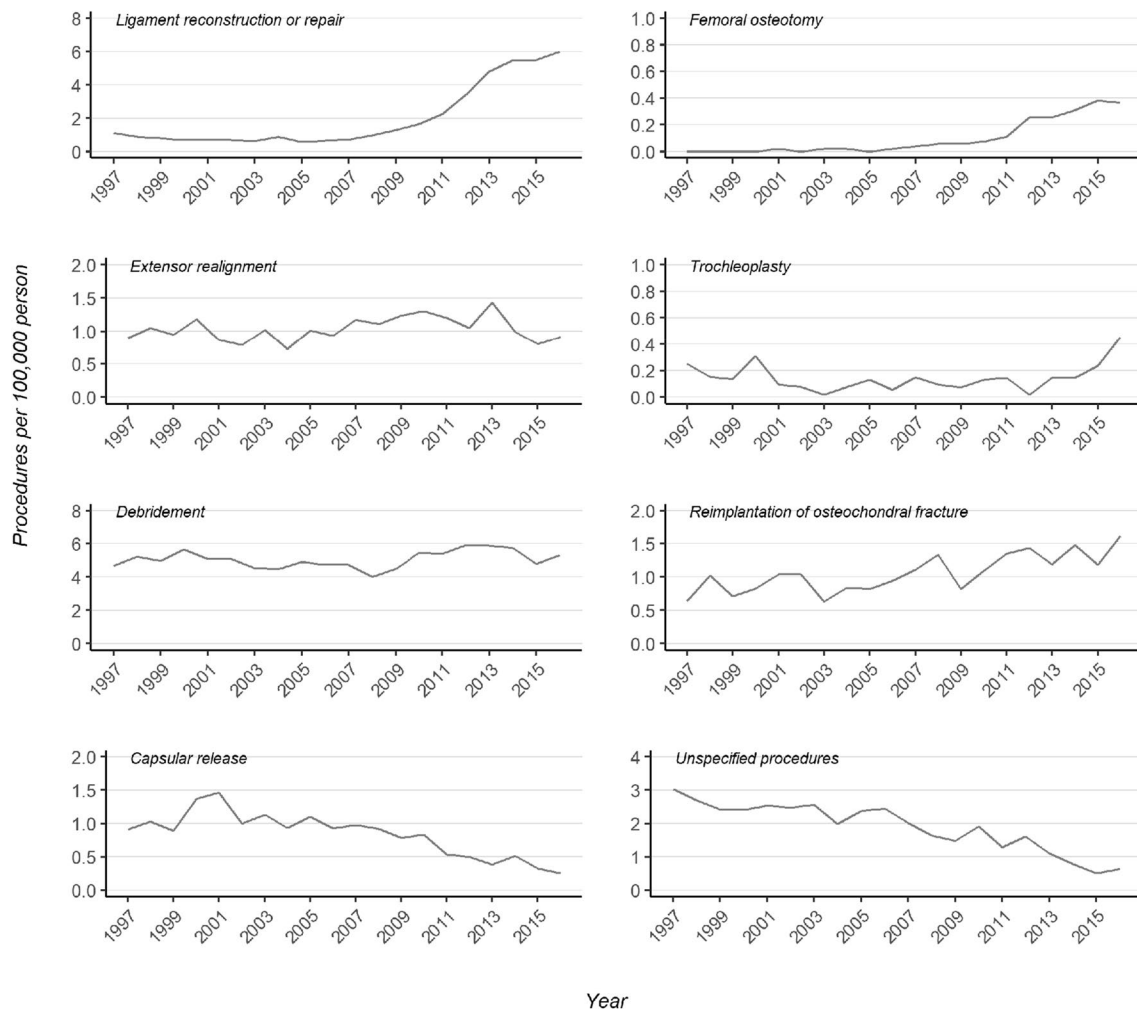 Procedures per 100,000 person
Ligament reconstruction or repair
8
6
4
2
0
1997 1999 2001 2003 2005 2007 2009 2011 2013 2015
Femoral osteotomy
1.0
0.8
0.6
0.4
0.2
0.0
1997 1999 2001 2003 2005 2007 2009 2011 2013 2015
Extensor realignment
2.0
1.5
1.0
0.5
0.0
1997 1999 2001 2003 2005 2007 2009 2011 2013 2015
Trochleoplasty
1.0
0.8
0.6
0.4
0.2
0.0
1997 1999 2001 2003 2005 2007 2009 2011 2013 2015
Debridement
8
6
4
2
0
1997 1999 2001 2003 2005 2007 2009 2011 2013 2015
Reimplantation of osteochondral fracture
2.0
1.5
1.0
0.5
0.0
1997 1999 2001 2003 2005 2007 2009 2011 2013 2015
Capsular release
2.0
1.5
1.0
0.5
0.0
1997 1999 2001 2003 2005 2007 2009 2011 2013 2015
Unspecified procedures
4
3
2
1
0
1997 1999 2001 2003 2005 2007 2009 2011 2013 2015
Year